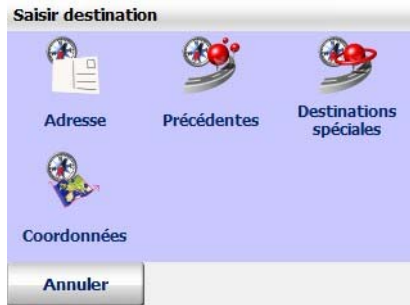 Saisir destination
Adresse
Précédentes
Destinations
spéciales
Coordonnées
Annuler